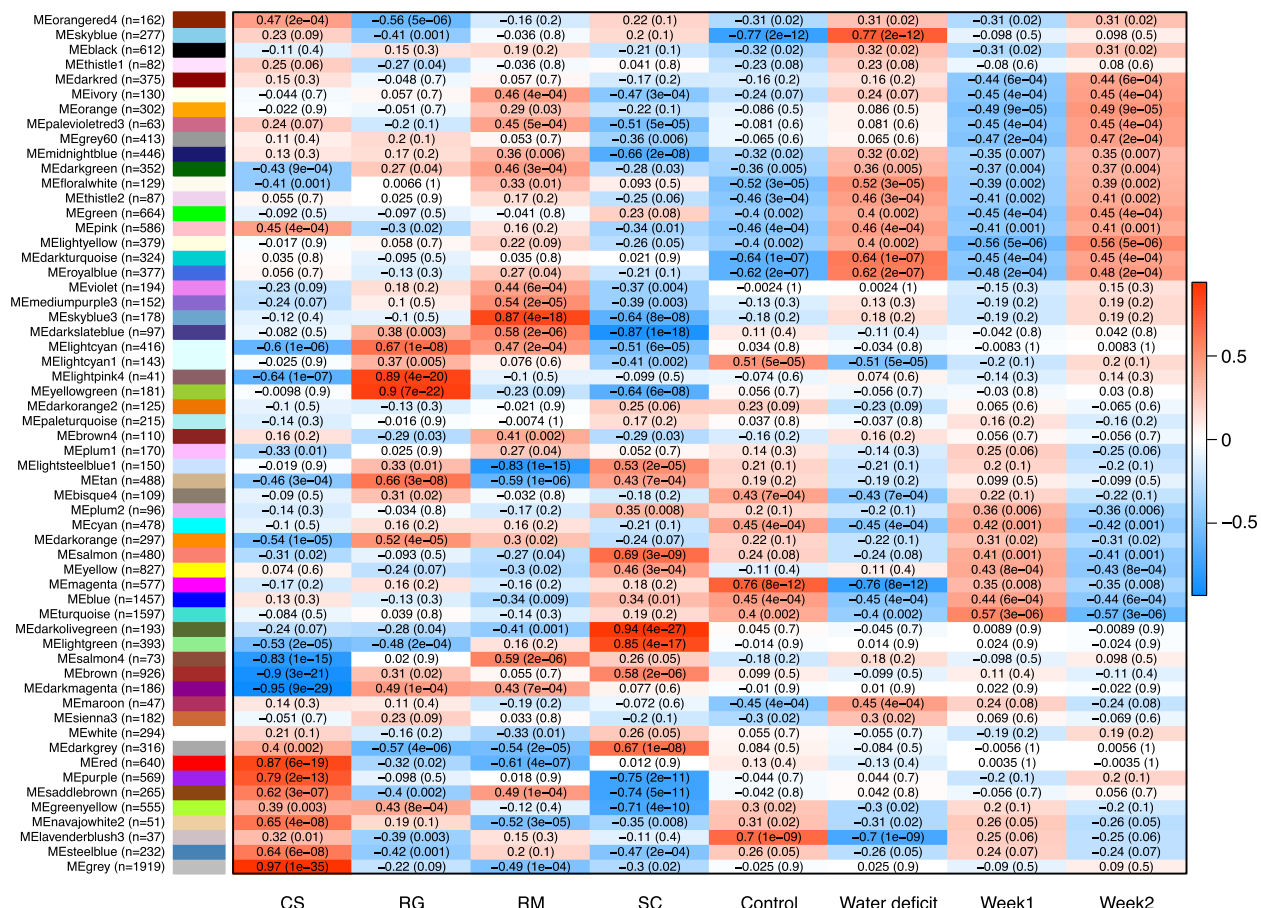 MEorangered4 (n=162) 0.47 (2e−04) −0.56 (5e−06) −0.16 (0.2) 0.22 (0.1) −0.31 (0.02) 0.31 (0.02) −0.31 (0.02) 0.31 (0.02)
MEskyblue (n=277) 0.23 (0.09) −0.41 (0.001) −0.036 (0.8) 0.2 (0.1) −0.77 (2e−12) 0.77 (2e−12) −0.098 (0.5) 0.098 (0.5)
MEblack (n=612) −0.11 (0.4) 0.15 (0.3) 0.19 (0.2) −0.21 (0.1) −0.32 (0.02) 0.32 (0.02) −0.31 (0.02) 0.31 (0.02)
MEthistle1 (n=82) 0.25 (0.06) −0.27 (0.04) −0.036 (0.8) 0.041 (0.8) −0.23 (0.08) 0.23 (0.08) −0.08 (0.6) 0.08 (0.6)
MEdarkred (n=375) 0.15 (0.3) −0.048 (0.7) 0.057 (0.7) −0.17 (0.2) −0.16 (0.2) 0.16 (0.2) −0.44 (6e−04) 0.44 (6e−04)
MEivory (n=130) −0.044 (0.7) 0.057 (0.7) 0.46 (4e−04) −0.47 (3e−04) −0.24 (0.07) 0.24 (0.07) −0.45 (4e−04) 0.45 (4e−04)
MEorange (n=302) −0.022 (0.9) −0.051 (0.7) 0.29 (0.03) −0.22 (0.1) −0.086 (0.5) 0.086 (0.5) −0.49 (9e−05) 0.49 (9e−05)
MEpalevioletred3 (n=63) 0.24 (0.07) −0.2 (0.1) 0.45 (5e−04) −0.51 (5e−05) −0.081 (0.6) 0.081 (0.6) −0.45 (4e−04) 0.45 (4e−04)
MEgrey60 (n=413) 0.11 (0.4) 0.2 (0.1) 0.053 (0.7) −0.36 (0.006) −0.065 (0.6) 0.065 (0.6) −0.47 (2e−04) 0.47 (2e−04)
MEmidnightblue (n=446) 0.13 (0.3) 0.17 (0.2) 0.36 (0.006) −0.66 (2e−08) −0.32 (0.02) 0.32 (0.02) −0.35 (0.007) 0.35 (0.007)
MEdarkgreen (n=352) −0.43 (9e−04) 0.27 (0.04) 0.46 (3e−04) −0.28 (0.03) −0.36 (0.005) 0.36 (0.005) −0.37 (0.004) 0.37 (0.004)
MEfloralwhite (n=129) −0.41 (0.001) 0.0066 (1) 0.33 (0.01) 0.093 (0.5) −0.52 (3e−05) 0.52 (3e−05) −0.39 (0.002) 0.39 (0.002)
MEthistle2 (n=87) 0.055 (0.7) 0.025 (0.9) 0.17 (0.2) −0.25 (0.06) −0.46 (3e−04) 0.46 (3e−04) −0.41 (0.002) 0.41 (0.002)
MEgreen (n=664) −0.092 (0.5) −0.097 (0.5) −0.041 (0.8) 0.23 (0.08) −0.4 (0.002) 0.4 (0.002) −0.45 (4e−04) 0.45 (4e−04)
MEpink (n=586) 0.45 (4e−04) −0.3 (0.02) 0.16 (0.2) −0.34 (0.01) −0.46 (4e−04) 0.46 (4e−04) −0.41 (0.001) 0.41 (0.001)
MElightyellow (n=379) −0.017 (0.9) 0.058 (0.7) 0.22 (0.09) −0.26 (0.05) −0.4 (0.002) 0.4 (0.002) −0.56 (5e−06) 0.56 (5e−06)
MEdarkturquoise (n=324) 0.035 (0.8) −0.095 (0.5) 0.035 (0.8) 0.021 (0.9) −0.64 (1e−07) 0.64 (1e−07) −0.45 (4e−04) 0.45 (4e−04)
MEroyalblue (n=377) 0.056 (0.7) −0.13 (0.3) 0.27 (0.04) −0.21 (0.1) −0.62 (2e−07) 0.62 (2e−07) −0.48 (2e−04) 0.48 (2e−04)
MEviolet (n=194) −0.23 (0.09) 0.18 (0.2) 0.44 (6e−04) −0.37 (0.004) −0.0024 (1) 0.0024 (1) −0.15 (0.3) 0.15 (0.3)
MEmediumpurple3 (n=152) −0.24 (0.07) 0.1 (0.5) 0.54 (2e−05) −0.39 (0.003) −0.13 (0.3) 0.13 (0.3) −0.19 (0.2) 0.19 (0.2)
MEskyblue3 (n=178) −0.12 (0.4) −0.1 (0.5) 0.87 (4e−18) −0.64 (8e−08) −0.18 (0.2) 0.18 (0.2) −0.19 (0.2) 0.19 (0.2)
MEdarkslateblue (n=97) −0.082 (0.5) 0.38 (0.003) 0.58 (2e−06) −0.87 (1e−18) 0.11 (0.4) −0.11 (0.4) −0.042 (0.8) 0.042 (0.8)
MElightcyan (n=416) −0.6 (1e−06) 0.67 (1e−08) 0.47 (2e−04) −0.51 (6e−05) 0.034 (0.8) −0.034 (0.8) −0.0083 (1) 0.0083 (1)
MElightcyan1 (n=143) −0.025 (0.9) 0.37 (0.005) 0.076 (0.6) −0.41 (0.002) 0.51 (5e−05) −0.51 (5e−05) −0.2 (0.1) 0.2 (0.1)
MElightpink4 (n=41) −0.64 (1e−07) 0.89 (4e−20) −0.1 (0.5) −0.099 (0.5) −0.074 (0.6) 0.074 (0.6) −0.14 (0.3) 0.14 (0.3)
MEyellowgreen (n=181) −0.0098 (0.9) 0.9 (7e−22) −0.23 (0.09) −0.64 (6e−08) 0.056 (0.7) −0.056 (0.7) −0.03 (0.8) 0.03 (0.8)
MEdarkorange2 (n=125) −0.1 (0.5) −0.13 (0.3) −0.021 (0.9) 0.25 (0.06) 0.23 (0.09) −0.23 (0.09) 0.065 (0.6) −0.065 (0.6)
MEpaleturquoise (n=215) −0.14 (0.3) −0.016 (0.9) −0.0074 (1) 0.17 (0.2) 0.037 (0.8) −0.037 (0.8) 0.16 (0.2) −0.16 (0.2)
MEbrown4 (n=110) 0.16 (0.2) −0.29 (0.03) 0.41 (0.002) −0.29 (0.03) −0.16 (0.2) 0.16 (0.2) 0.056 (0.7) −0.056 (0.7)
MEplum1 (n=170) −0.33 (0.01) 0.025 (0.9) 0.27 (0.04) 0.052 (0.7) 0.14 (0.3) −0.14 (0.3) 0.25 (0.06) −0.25 (0.06)
MElightsteelblue1 (n=150) −0.019 (0.9) 0.33 (0.01) −0.83 (1e−15) 0.53 (2e−05) 0.21 (0.1) −0.21 (0.1) 0.2 (0.1) −0.2 (0.1)
MEtan (n=488) −0.46 (3e−04) 0.66 (3e−08) −0.59 (1e−06) 0.43 (7e−04) 0.19 (0.2) −0.19 (0.2) 0.099 (0.5) −0.099 (0.5)
MEbisque4 (n=109) −0.09 (0.5) 0.31 (0.02) −0.032 (0.8) −0.18 (0.2) 0.43 (7e−04) −0.43 (7e−04) 0.22 (0.1) −0.22 (0.1)
MEplum2 (n=96) −0.14 (0.3) −0.034 (0.8) −0.17 (0.2) 0.35 (0.008) 0.2 (0.1) −0.2 (0.1) 0.36 (0.006) −0.36 (0.006)
MEcyan (n=478) −0.1 (0.5) 0.16 (0.2) 0.16 (0.2) −0.21 (0.1) 0.45 (4e−04) −0.45 (4e−04) 0.42 (0.001) −0.42 (0.001)
MEdarkorange (n=297) −0.54 (1e−05) 0.52 (4e−05) 0.3 (0.02) −0.24 (0.07) 0.22 (0.1) −0.22 (0.1) 0.31 (0.02) −0.31 (0.02)
MEsalmon (n=480) −0.31 (0.02) −0.093 (0.5) −0.27 (0.04) 0.69 (3e−09) 0.24 (0.08) −0.24 (0.08) 0.41 (0.001) −0.41 (0.001)
MEyellow (n=827) 0.074 (0.6) −0.24 (0.07) −0.3 (0.02) 0.46 (3e−04) −0.11 (0.4) 0.11 (0.4) 0.43 (8e−04) −0.43 (8e−04)
MEmagenta (n=577) −0.17 (0.2) 0.16 (0.2) −0.16 (0.2) 0.18 (0.2) 0.76 (8e−12) −0.76 (8e−12) 0.35 (0.008) −0.35 (0.008)
MEblue (n=1457) 0.13 (0.3) −0.13 (0.3) −0.34 (0.009) 0.34 (0.01) 0.45 (4e−04) −0.45 (4e−04) 0.44 (6e−04) −0.44 (6e−04)
MEturquoise (n=1597) −0.084 (0.5) 0.039 (0.8) −0.14 (0.3) 0.19 (0.2) 0.4 (0.002) −0.4 (0.002) 0.57 (3e−06) −0.57 (3e−06)
MEdarkolivegreen (n=193) −0.24 (0.07) −0.28 (0.04) −0.41 (0.001) 0.94 (4e−27) 0.045 (0.7) −0.045 (0.7) 0.0089 (0.9) −0.0089 (0.9)
MElightgreen (n=393) −0.53 (2e−05) −0.48 (2e−04) 0.16 (0.2) 0.85 (4e−17) −0.014 (0.9) 0.014 (0.9) 0.024 (0.9) −0.024 (0.9)
MEsalmon4 (n=73) −0.83 (1e−15) 0.02 (0.9) 0.59 (2e−06) 0.26 (0.05) −0.18 (0.2) 0.18 (0.2) −0.098 (0.5) 0.098 (0.5)
MEbrown (n=926) −0.9 (3e−21) 0.31 (0.02) 0.055 (0.7) 0.58 (2e−06) 0.099 (0.5) −0.099 (0.5) 0.11 (0.4) −0.11 (0.4)
MEdarkmagenta (n=186) −0.95 (9e−29) 0.49 (1e−04) 0.43 (7e−04) 0.077 (0.6) −0.01 (0.9) 0.01 (0.9) 0.022 (0.9) −0.022 (0.9)
MEmaroon (n=47) 0.14 (0.3) 0.11 (0.4) −0.19 (0.2) −0.072 (0.6) −0.45 (4e−04) 0.45 (4e−04) 0.24 (0.08) −0.24 (0.08)
MEsienna3 (n=182) −0.051 (0.7) 0.23 (0.09) 0.033 (0.8) −0.2 (0.1) −0.3 (0.02) 0.3 (0.02) 0.069 (0.6) −0.069 (0.6)
MEwhite (n=294) 0.21 (0.1) −0.16 (0.2) −0.33 (0.01) 0.26 (0.05) 0.055 (0.7) −0.055 (0.7) −0.19 (0.2) 0.19 (0.2)
MEdarkgrey (n=316) 0.4 (0.002) −0.57 (4e−06) −0.54 (2e−05) 0.67 (1e−08) 0.084 (0.5) −0.084 (0.5) −0.0056 (1) 0.0056 (1)
MEred (n=640) 0.87 (6e−19) −0.32 (0.02) −0.61 (4e−07) 0.012 (0.9) 0.13 (0.4) −0.13 (0.4) 0.0035 (1) −0.0035 (1)
MEpurple (n=569) 0.79 (2e−13) −0.098 (0.5) 0.018 (0.9) −0.75 (2e−11) −0.044 (0.7) 0.044 (0.7) −0.2 (0.1) 0.2 (0.1)
MEsaddlebrown (n=265) 0.62 (3e−07) −0.4 (0.002) 0.49 (1e−04) −0.74 (5e−11) −0.042 (0.8) 0.042 (0.8) −0.056 (0.7) 0.056 (0.7)
MEgreenyellow (n=555) 0.39 (0.003) 0.43 (8e−04) −0.12 (0.4) −0.71 (4e−10) 0.3 (0.02) −0.3 (0.02) 0.2 (0.1) −0.2 (0.1)
MEnavajowhite2 (n=51) 0.65 (4e−08) 0.19 (0.1) −0.52 (3e−05) −0.35 (0.008) 0.31 (0.02) −0.31 (0.02) 0.26 (0.05) −0.26 (0.05)
MElavenderblush3 (n=37) 0.32 (0.01) −0.39 (0.003) 0.15 (0.3) −0.11 (0.4) 0.7 (1e−09) −0.7 (1e−09) 0.25 (0.06) −0.25 (0.06)
MEsteelblue (n=232) 0.64 (6e−08) −0.42 (0.001) 0.2 (0.1) −0.47 (2e−04) 0.26 (0.05) −0.26 (0.05) 0.24 (0.07) −0.24 (0.07)
MEgrey (n=1919) 0.97 (1e−35) −0.22 (0.09) −0.49 (1e−04) −0.3 (0.02) −0.025 (0.9) 0.025 (0.9) −0.09 (0.5) 0.09 (0.5)
CS RG RM SC Control Water deficit Week1 Week2
0.5
0
−0.5